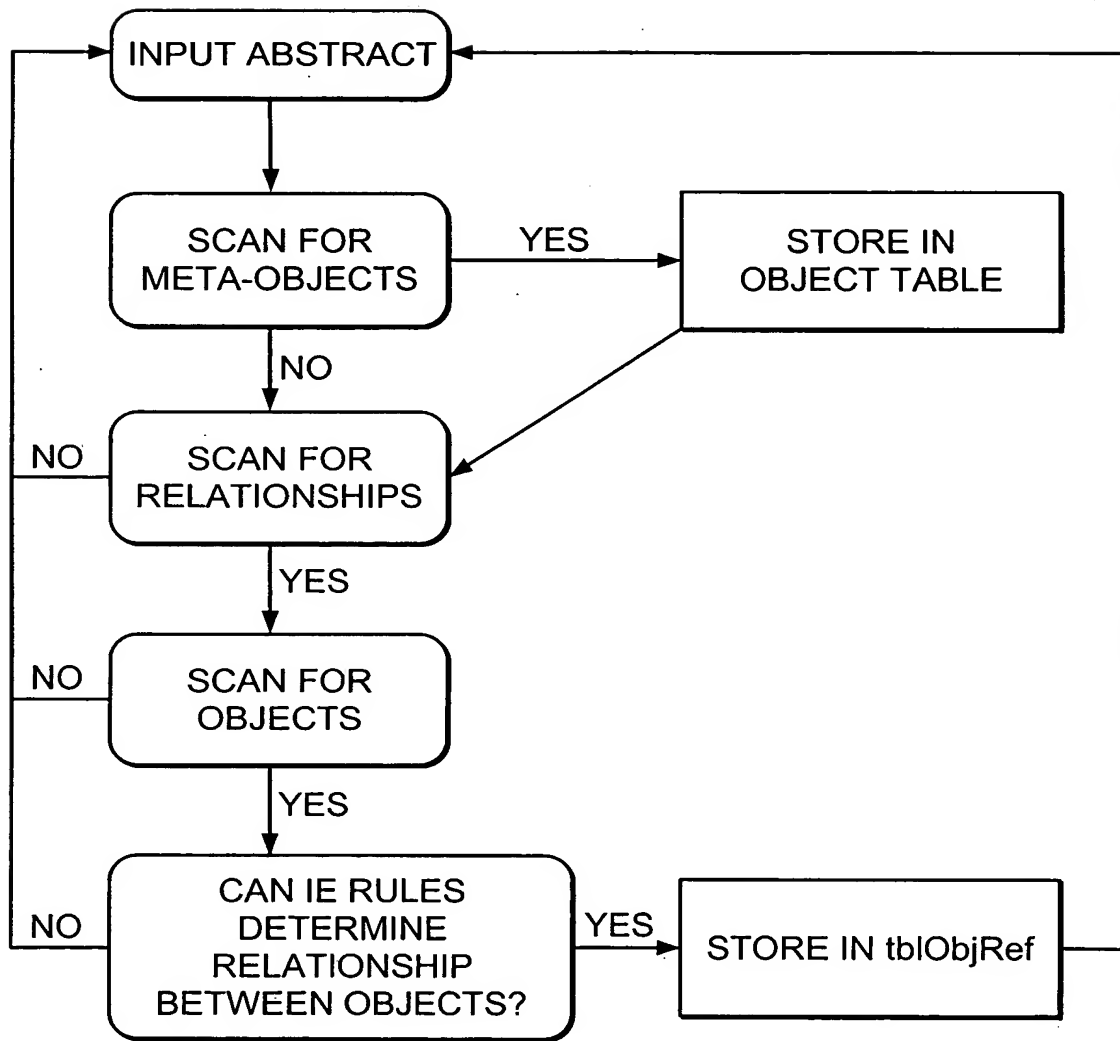 INPUT ABSTRACT
SCAN FOR
META-OBJECTS
YES
STORE IN
OBJECT TABLE
NO
NO
SCAN FOR
RELATIONSHIPS
YES
NO
SCAN FOR
OBJECTS
YES
NO
CAN IE RULES
DETERMINE
RELATIONSHIP
BETWEEN OBJECTS?
YES
STORE IN tblObjRef